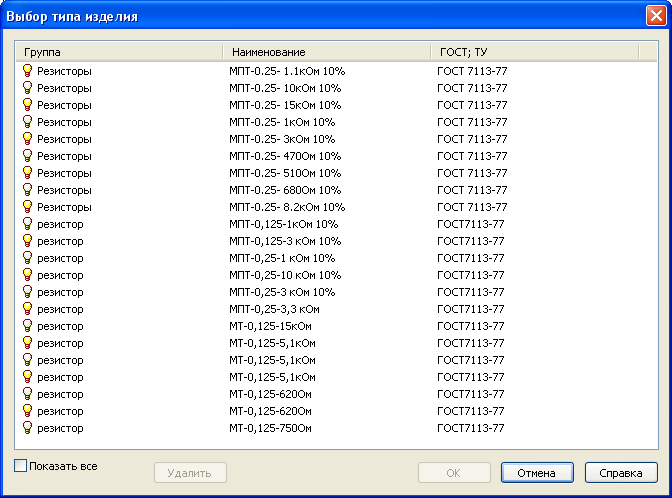 Выбор типа изделия
Группа Наименование ГОСТ; ТУ
Резисторы МПТ-0.25- 1.1кОм 10% ГОСТ 7113-77
Резисторы МПТ-0.25- 10кОм 10% ГОСТ 7113-77
Резисторы МПТ-0.25- 15кОм 10% ГОСТ 7113-77
Резисторы МПТ-0.25- 1кОм 10% ГОСТ 7113-77
Резисторы МПТ-0.25- 3кОм 10% ГОСТ 7113-77
Резисторы МПТ-0.25- 470Ом 10% ГОСТ 7113-77
Резисторы МПТ-0.25- 510Ом 10% ГОСТ 7113-77
Резисторы МПТ-0.25- 680Ом 10% ГОСТ 7113-77
Резисторы МПТ-0.25- 8.2кОм 10% ГОСТ 7113-77
резистор МПТ-0,125-1кОм 10% ГОСТ7113-77
резистор МПТ-0,125-3 кОм 10% ГОСТ7113-77
резистор МПТ-0,25-1 кОм 10% ГОСТ7113-77
резистор МПТ-0,25-10 кОм 10% ГОСТ7113-77
резистор МПТ-0,25-3 кОм 10% ГОСТ7113-77
резистор МПТ-0,25-3,3 кОм ГОСТ7113-77
резистор МТ-0,125-15кОм ГОСТ7113-77
резистор МТ-0,125-5,1кОм ГОСТ7113-77
резистор МТ-0,125-5,1кОм ГОСТ7113-77
резистор МТ-0,125-5,1кОм ГОСТ7113-77
резистор МТ-0,125-620Ом ГОСТ7113-77
резистор МТ-0,125-620Ом ГОСТ7113-77
резистор МТ-0,125-750Ом ГОСТ7113-77
Показать все
Удалить ОК Отмена Справка